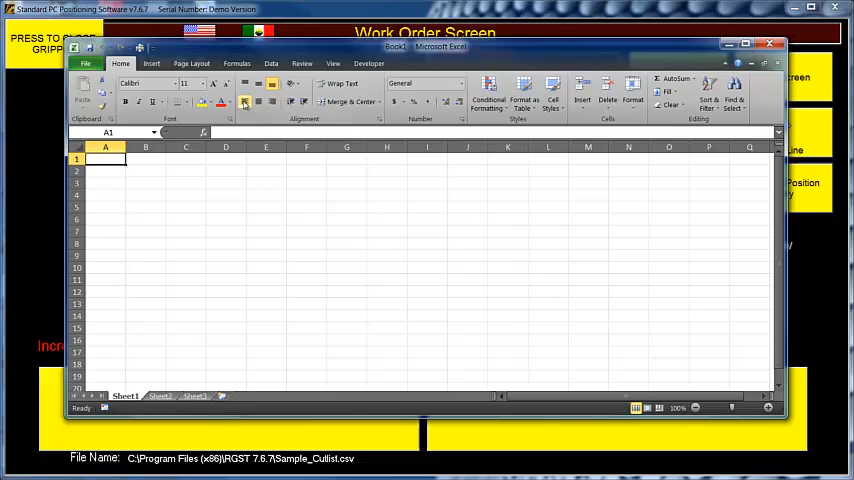 Standard PC Positioning Software v7.6.7 Serial Number: Demo Version
PRESS TO CLOSE
GRIPP
Work Order Screen
Book1 - Microsoft Excel
File Home Insert Page Layout Formulas Data Review View Developer
Paste
Calibri 11
Wrap Text
General
Conditional
Formatting
Format
as Table
Cell
Styles
Insert
Delete
Format
AutoSum
Fill
Clear
Sort &
Filter
Find &
Select
B I U
Merge & Center
$ % ,
Clipboard Font Alignment Number Styles Cells Editing
A1 fx
A B C D E F G H I J K L M N O P Q
1
2
3
4
5
6
7
8
9
10
11
12
13
14
15
16
17
18
19
20
Sheet1 Sheet2 Sheet3
Ready 100%
creen
Line
Position
ey
Incre
File Name: C:\Program Files (x86)\RGST 7.6.7\Sample_Cutlist.csv